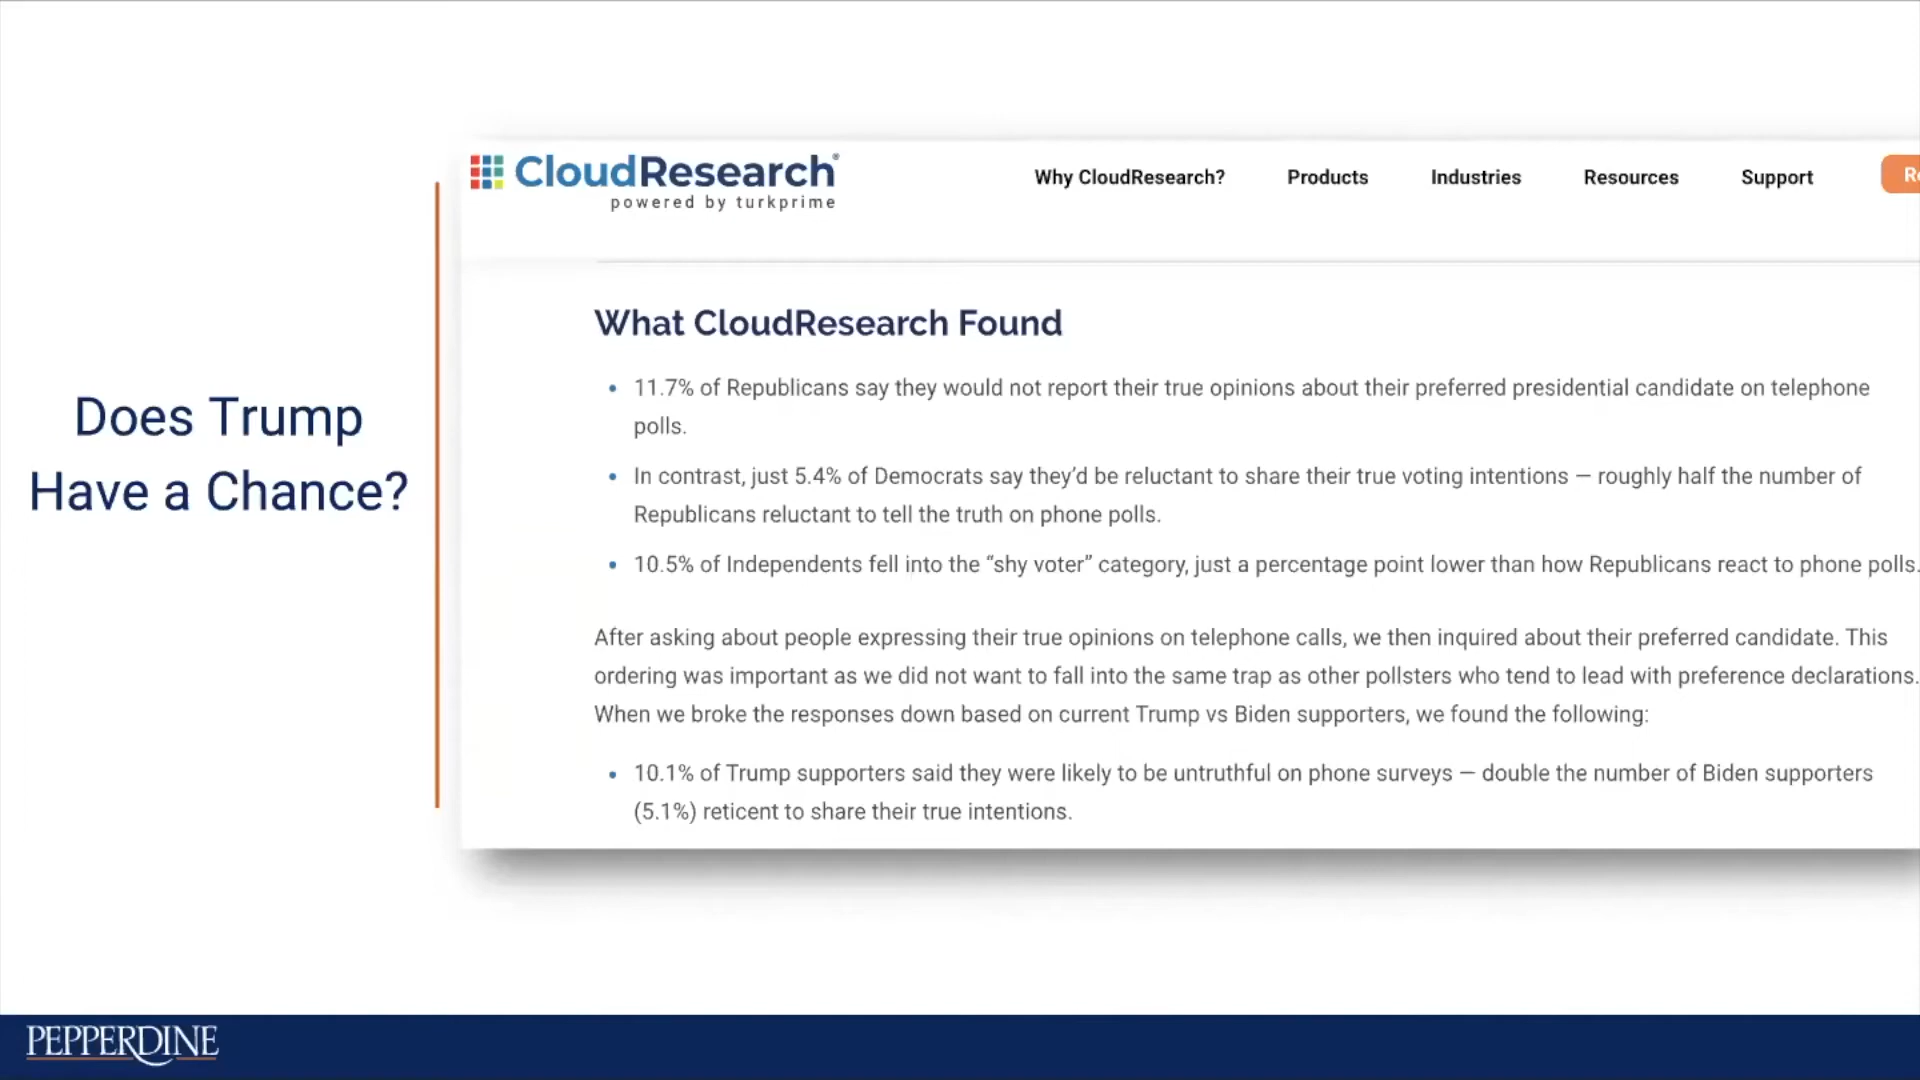 Does Trump
Have a Chance?
CloudResearch®
powered by turkprime
Why CloudResearch? Products Industries Resources Support
What CloudResearch Found
• 11.7% of Republicans say they would not report their true opinions about their preferred presidential candidate on telephone
polls.
• In contrast, just 5.4% of Democrats say they’d be reluctant to share their true voting intentions — roughly half the number of
Republicans reluctant to tell the truth on phone polls.
• 10.5% of Independents fell into the “shy voter” category, just a percentage point lower than how Republicans react to phone polls.
After asking about people expressing their true opinions on telephone calls, we then inquired about their preferred candidate. This
ordering was important as we did not want to fall into the same trap as other pollsters who tend to lead with preference declarations.
When we broke the responses down based on current Trump vs Biden supporters, we found the following:
• 10.1% of Trump supporters said they were likely to be untruthful on phone surveys — double the number of Biden supporters
(5.1%) reticent to share their true intentions.
PEPPERDINE